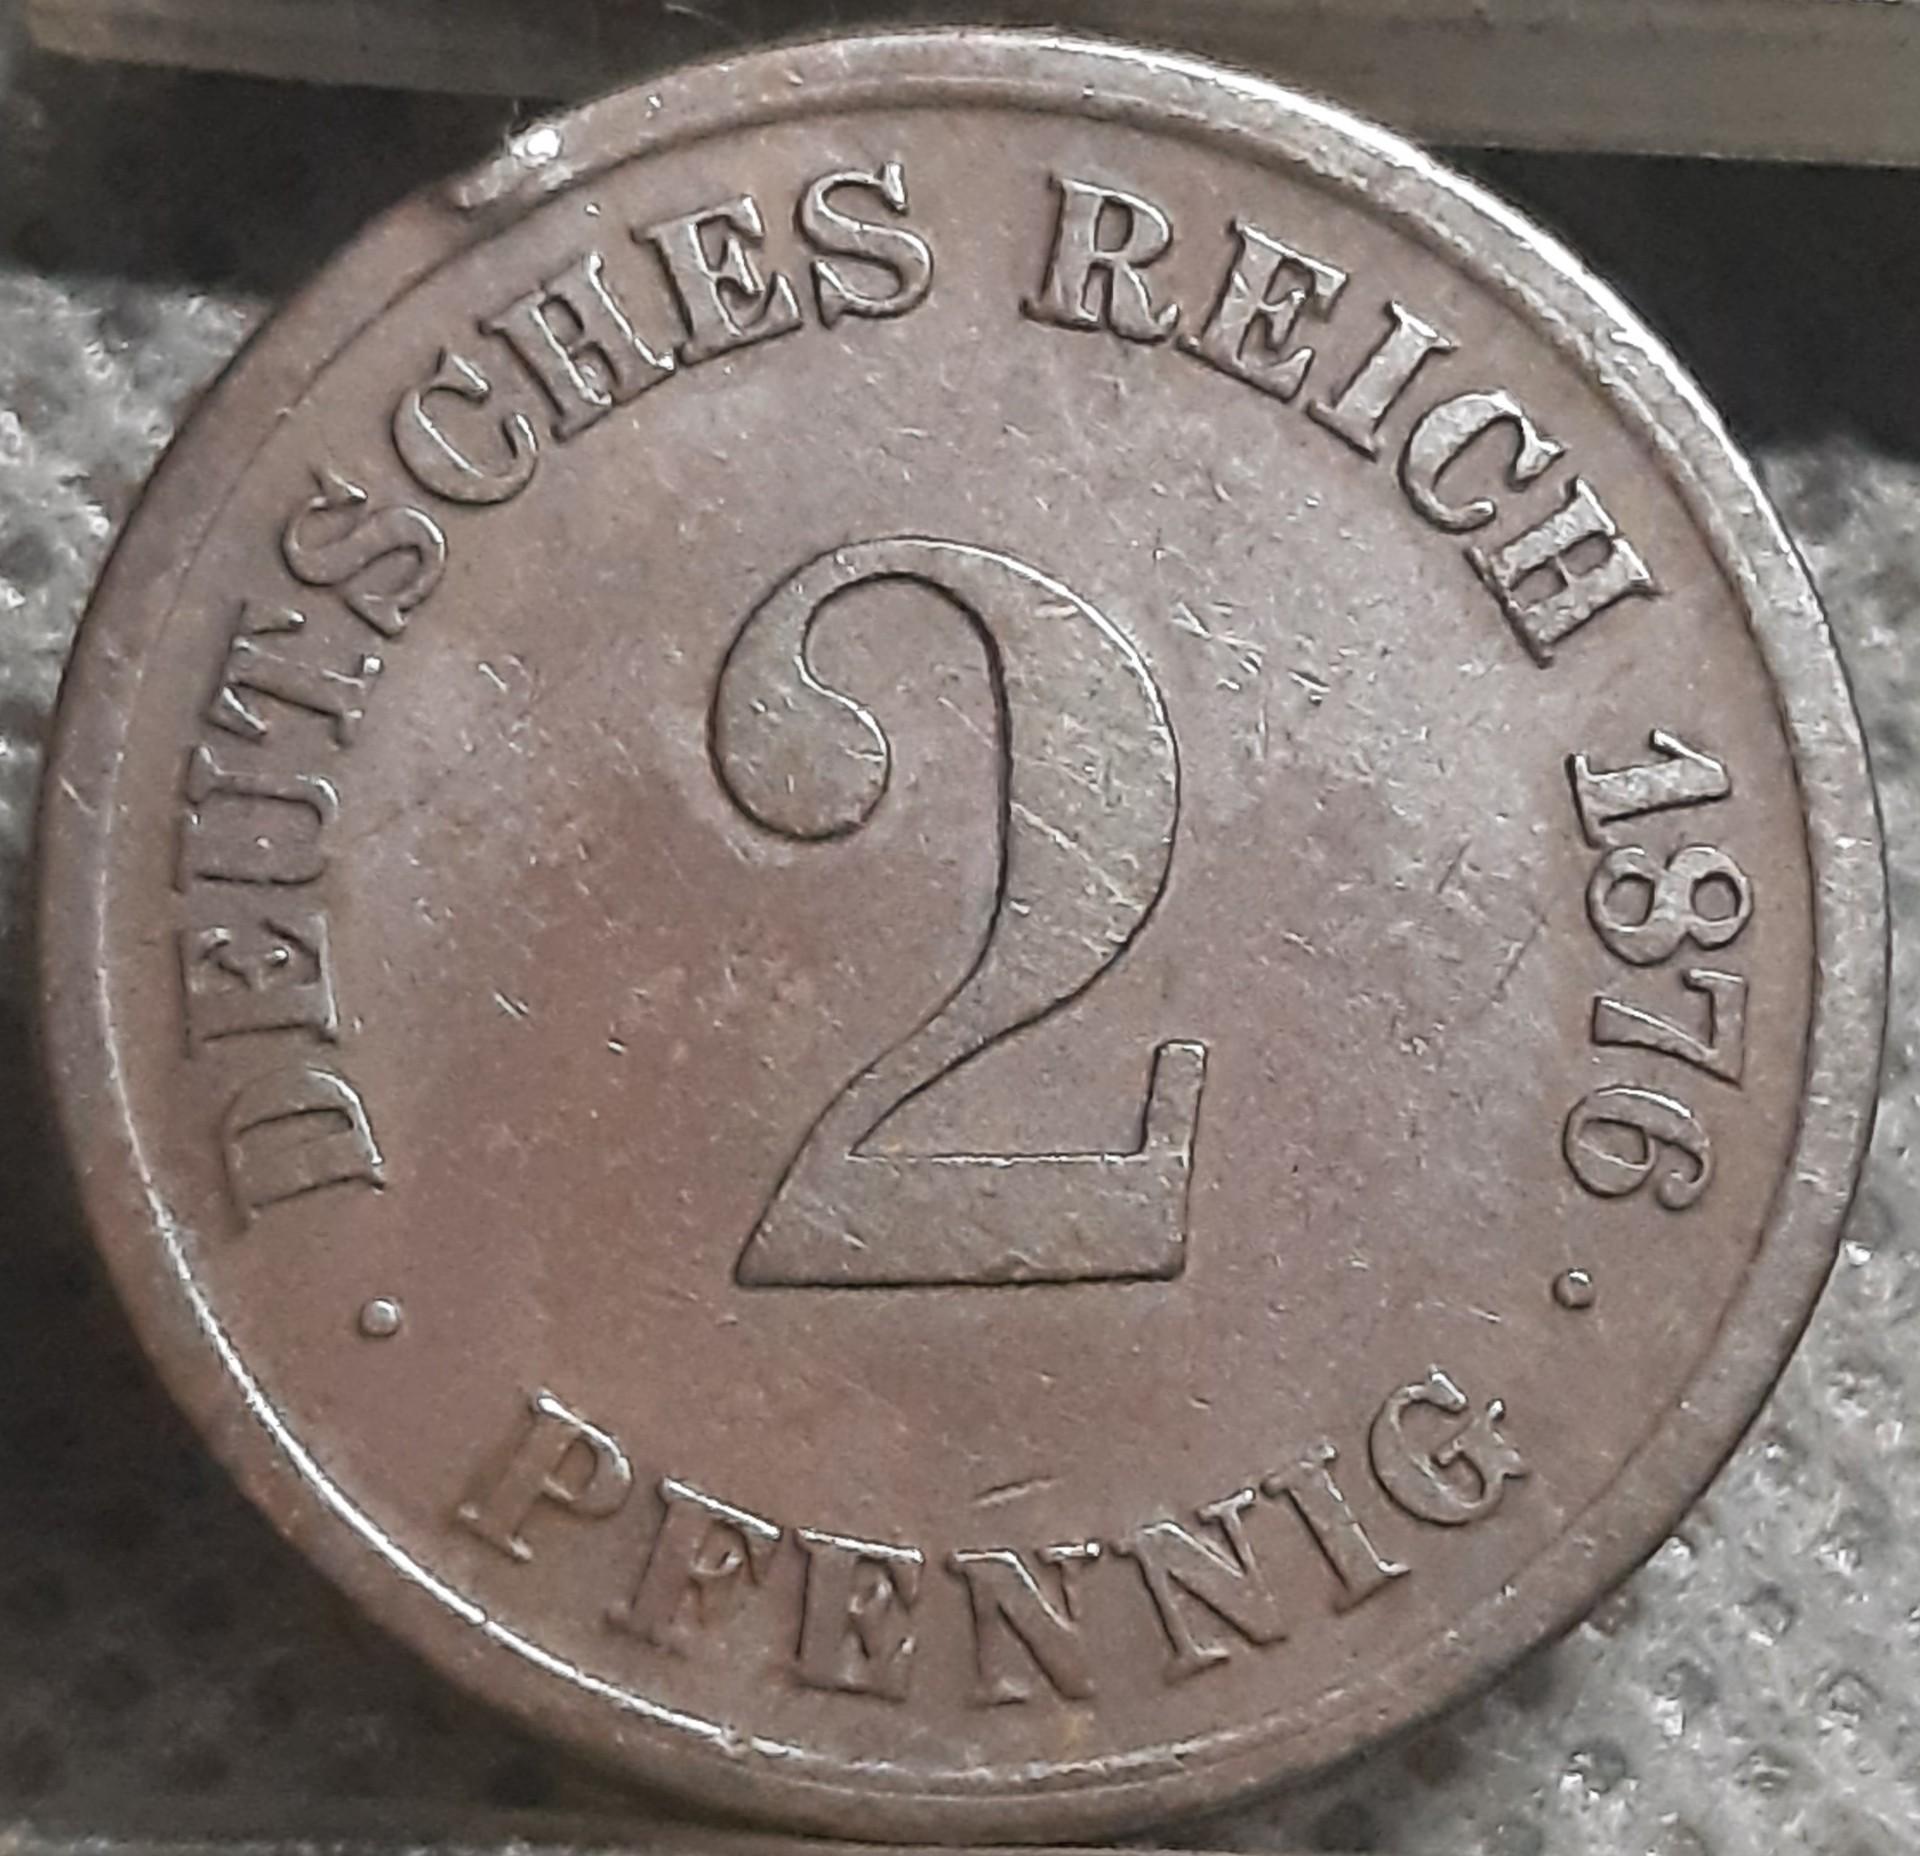 DEUTSCHES REICH 1876
2
· PFENNIG ·